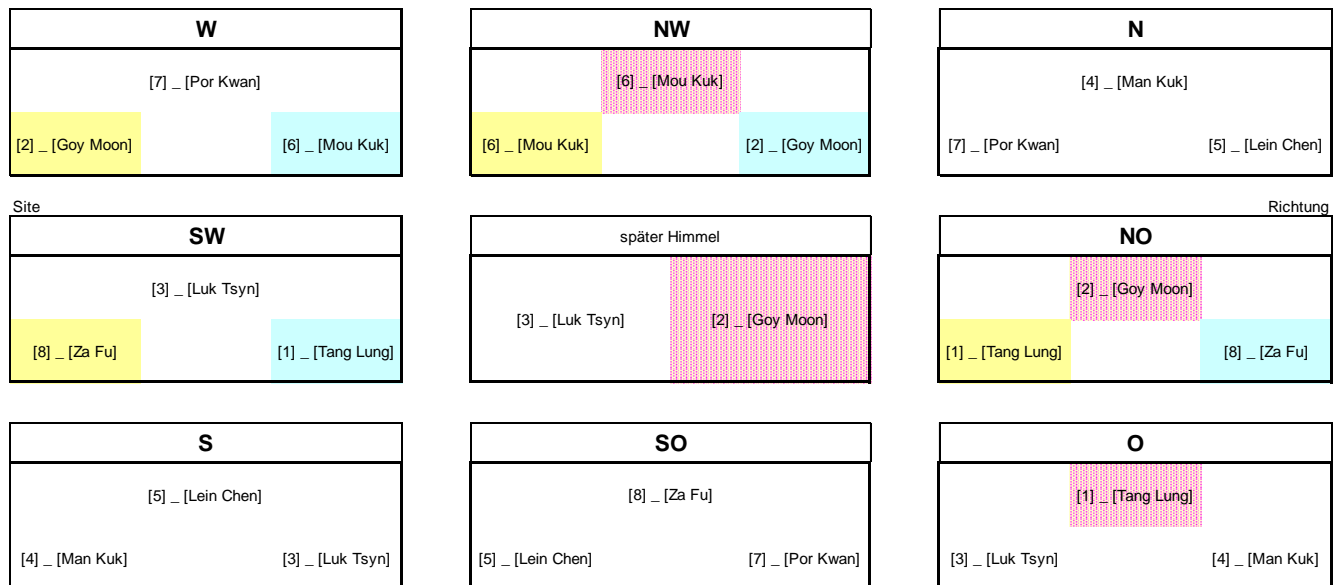 W NW N
[7] _ [Por Kwan] [6] _ [Mou Kuk] [4] _ [Man Kuk]
[2] _ [Goy Moon] [6] _ [Mou Kuk] [6] _ [Mou Kuk] [2] _ [Goy Moon] [7] _ [Por Kwan] [5] _ [Lein Chen]
Site Richtung
SW später Himmel NO
[3] _ [Luk Tsyn] [2] _ [Goy Moon]
[3] _ [Luk Tsyn] [2] _ [Goy Moon]
[8] _ [Za Fu] [1] _ [Tang Lung] [1] _ [Tang Lung] [8] _ [Za Fu]
S SO O
[5] _ [Lein Chen] [8] _ [Za Fu] [1] _ [Tang Lung]
[4] _ [Man Kuk] [3] _ [Luk Tsyn] [5] _ [Lein Chen] [7] _ [Por Kwan] [3] _ [Luk Tsyn] [4] _ [Man Kuk]